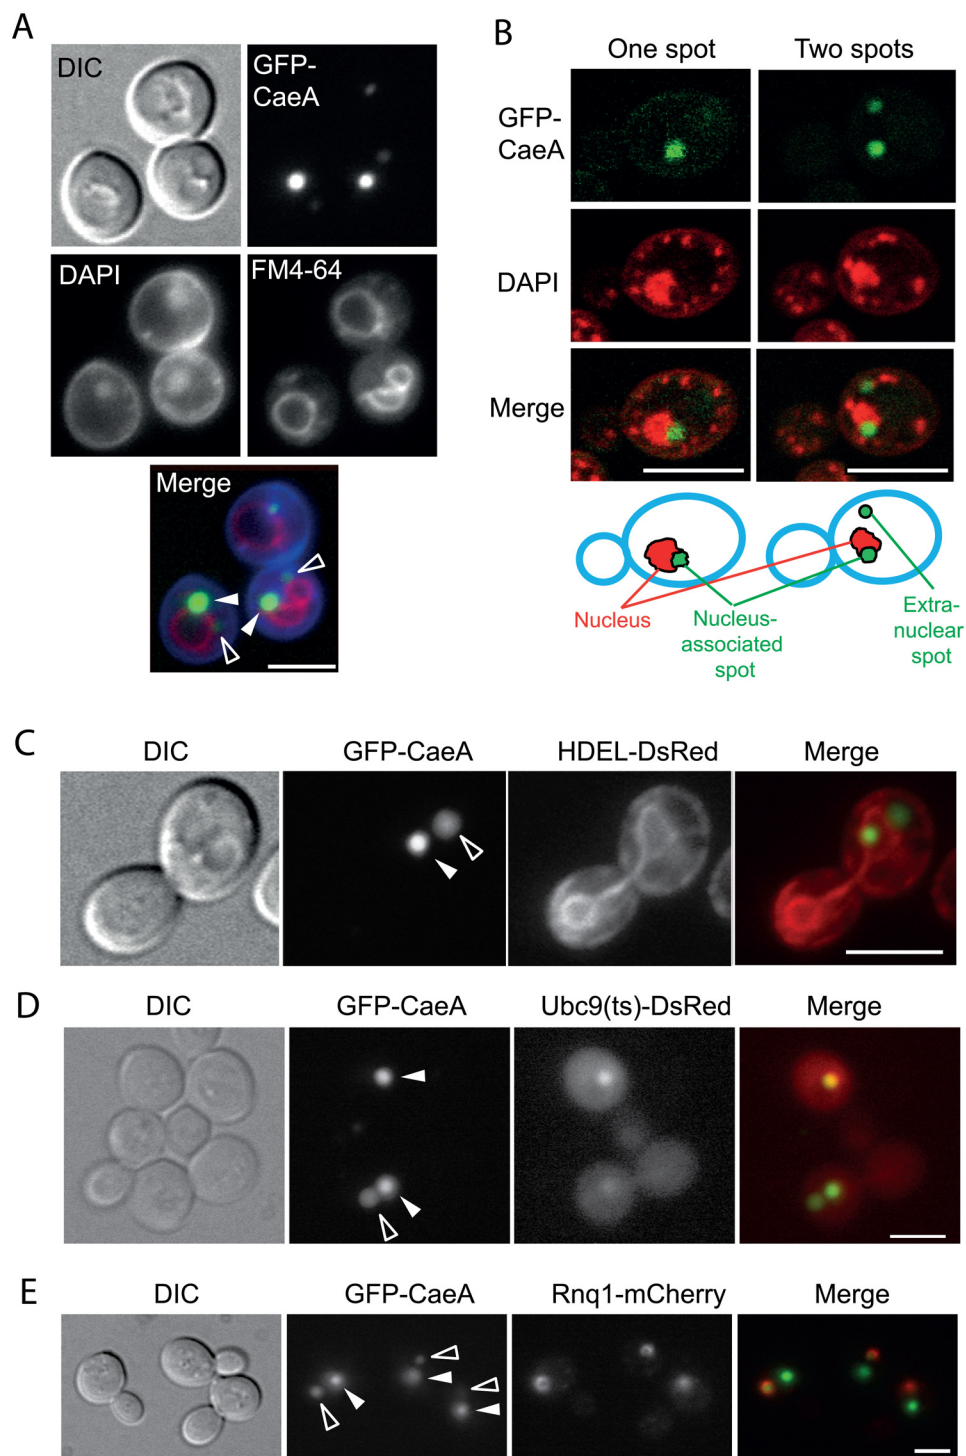 A
DIC
GFP-
CaeA
DAPI
FM4-64
Merge
B
One spot
Two spots
GFP-
CaeA
DAPI
Merge
Nucleus
Nucleus-
associated
spot
Extra-
nuclear
spot
C
DIC
GFP-CaeA
HDEL-DsRed
Merge
D
DIC
GFP-CaeA
Ubc9(ts)-DsRed
Merge
E
DIC
GFP-CaeA
Rnq1-mCherry
Merge